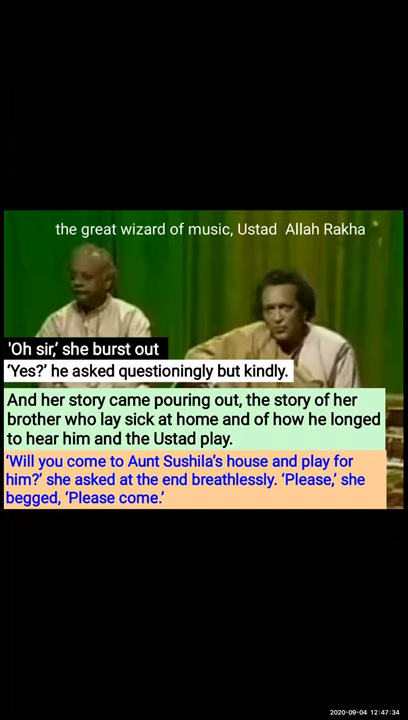 the great wizard of music, Ustad  Allah Rakha
'Oh sir,’ she burst out
‘Yes?’ he asked questioningly but kindly.
And her story came pouring out, the story of her
brother who lay sick at home and of how he longed
to hear him and the Ustad play.
‘Will you come to Aunt Sushila’s house and play for
him?’ she asked at the end breathlessly. ‘Please,’ she
begged, ‘Please come.’
2020-09-04 12:47:34